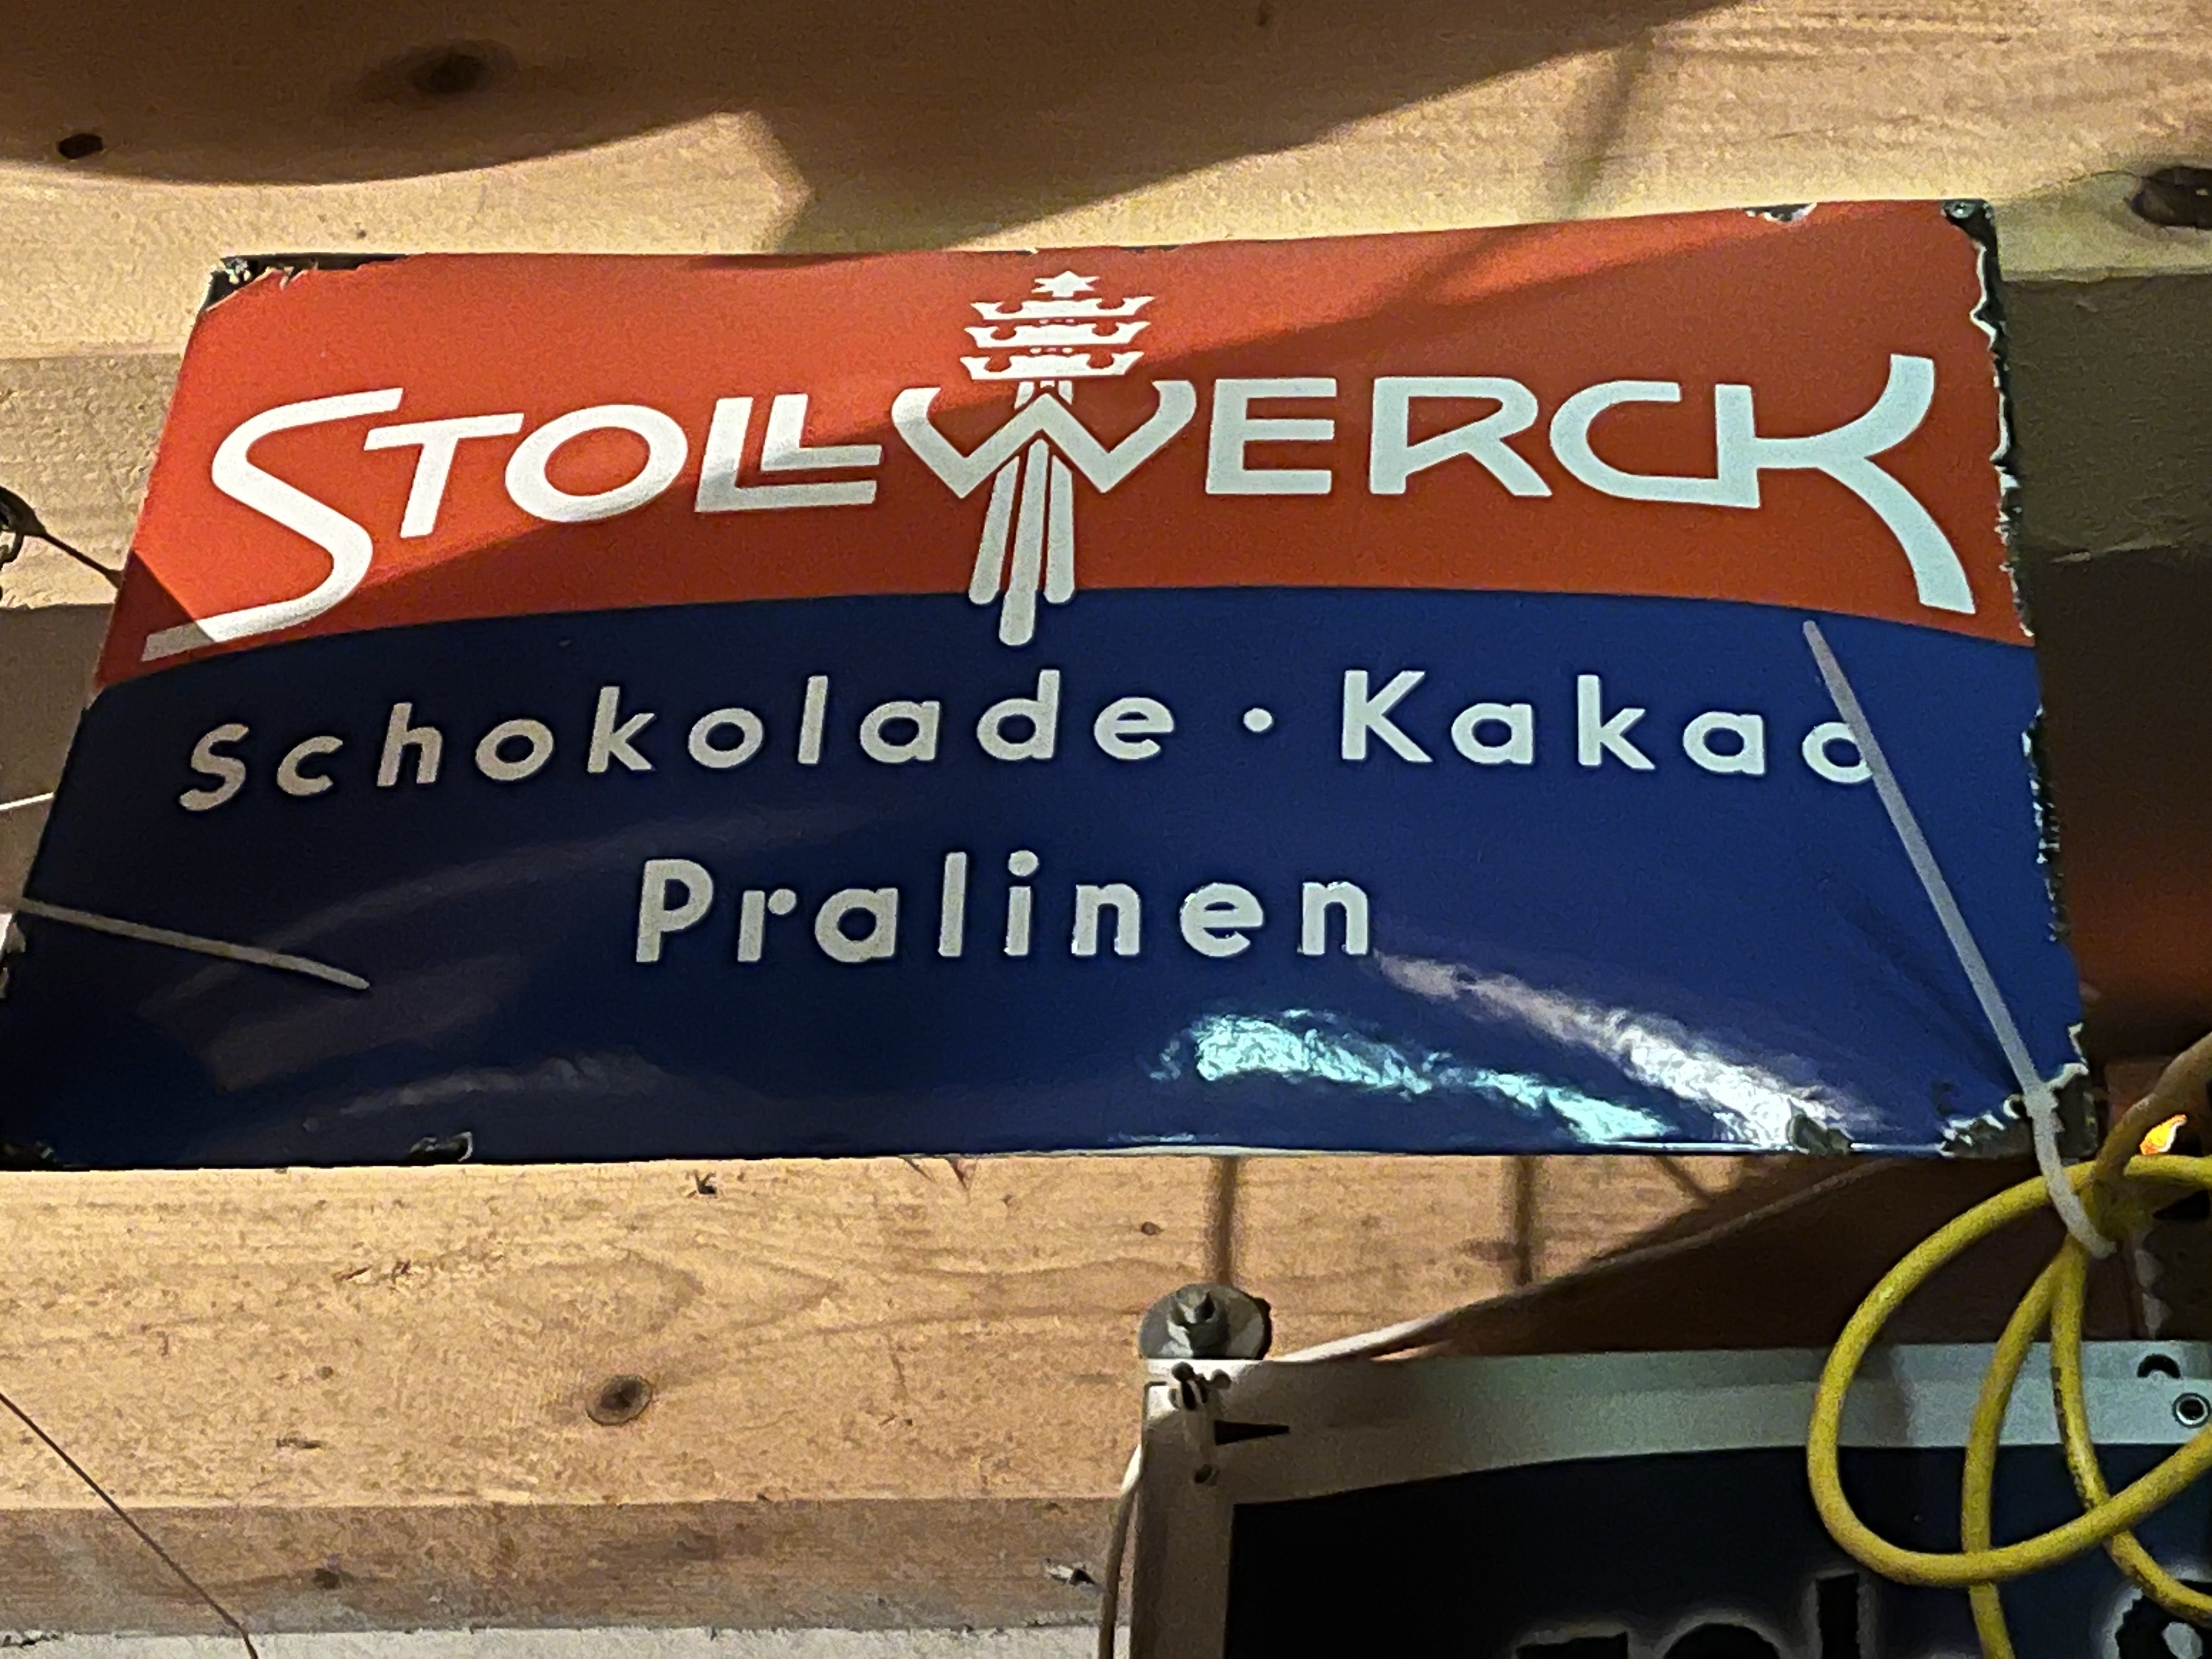 STOLLWERCK
Schokolade · Kakao
Pralinen